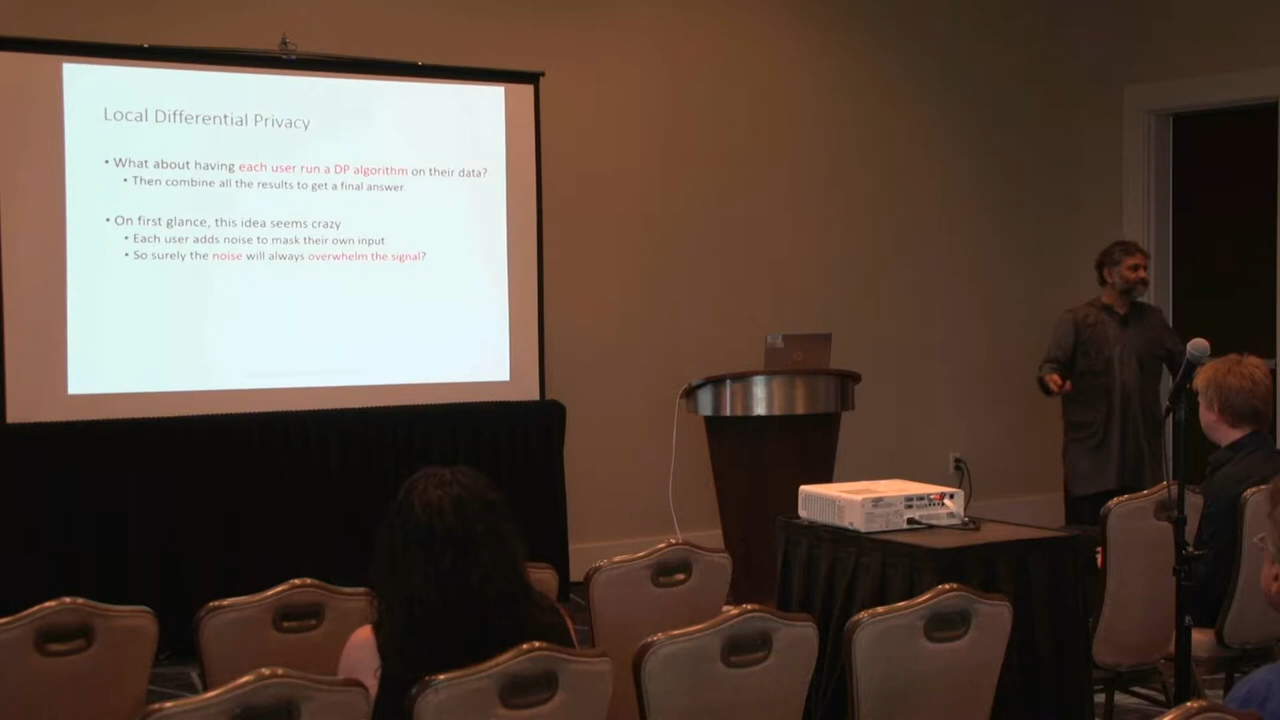 Local Differential Privacy
• What about having each user run a DP algorithm on their data?
• Then combine all the results to get a final answer
• On first glance, this idea seems crazy
• Each user adds noise to mask their own input
• So surely the noise will always overwhelm the signal?